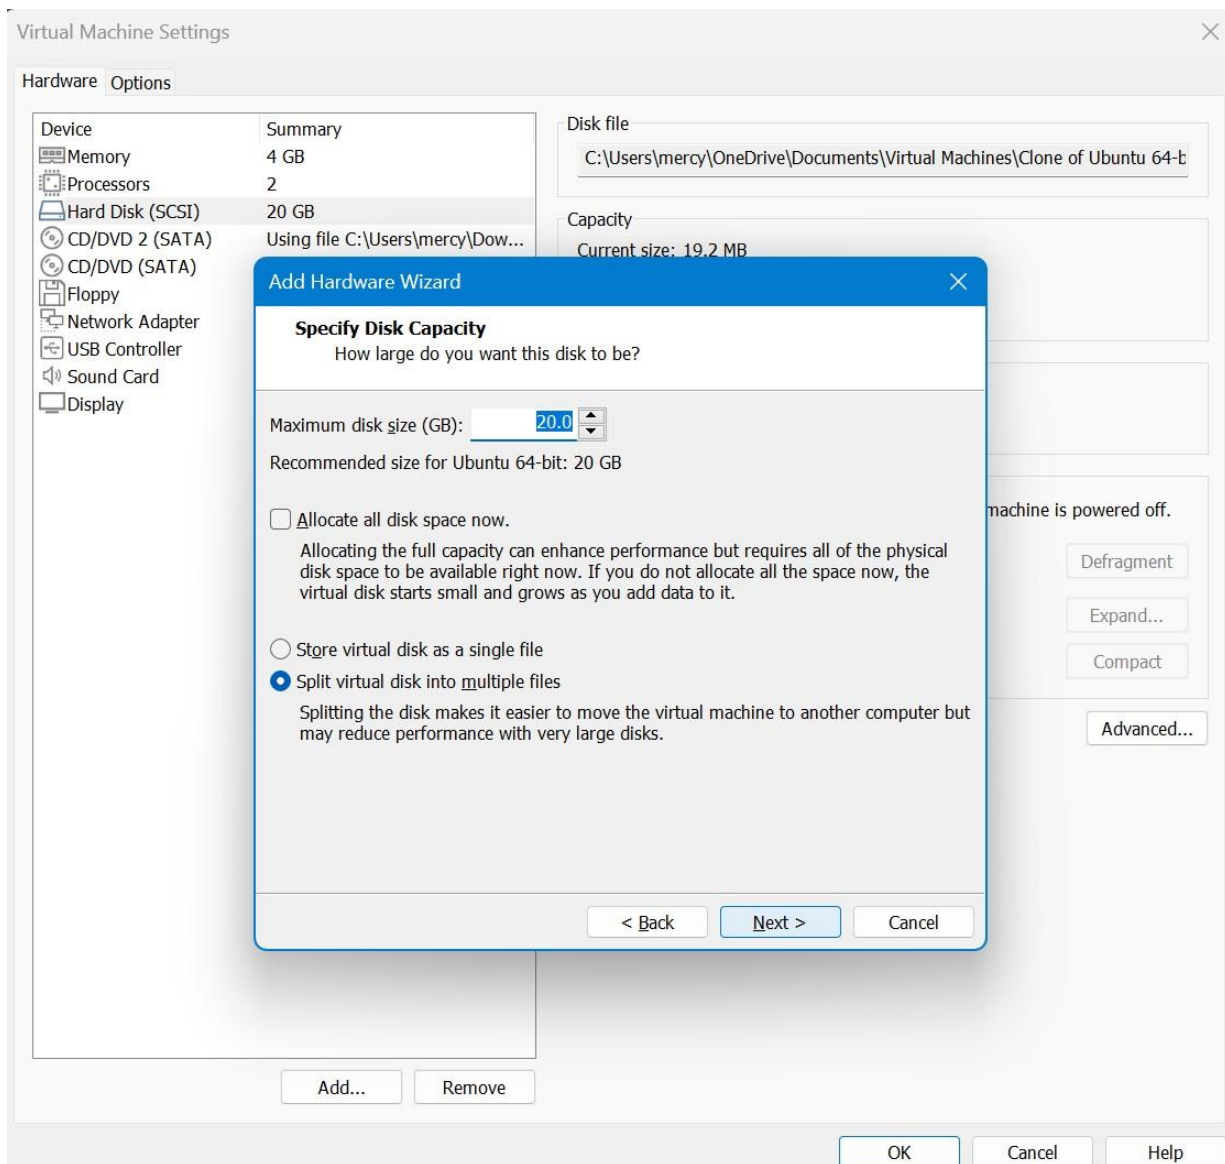 Virtual Machine Settings
Hardware Options
Device Summary
Memory 4 GB
Processors 2
Hard Disk (SCSI) 20 GB
CD/DVD 2 (SATA) Using file C:\Users\mercy\Dow...
CD/DVD (SATA)
Floppy
Network Adapter
USB Controller
Sound Card
Display
Disk file
C:\Users\mercy\OneDrive\Documents\Virtual Machines\Clone of Ubuntu 64-b
Capacity
Current size: 19.2 MB
Add Hardware Wizard
Specify Disk Capacity
How large do you want this disk to be?
Maximum disk size (GB): 20.0
Recommended size for Ubuntu 64-bit: 20 GB
Allocate all disk space now.
Allocating the full capacity can enhance performance but requires all of the physical
disk space to be available right now. If you do not allocate all the space now, the
virtual disk starts small and grows as you add data to it.
Store virtual disk as a single file
Split virtual disk into multiple files
Splitting the disk makes it easier to move the virtual machine to another computer but
may reduce performance with very large disks.
< Back Next > Cancel
machine is powered off.
Defragment
Expand...
Compact
Advanced...
Add... Remove
OK Cancel Help